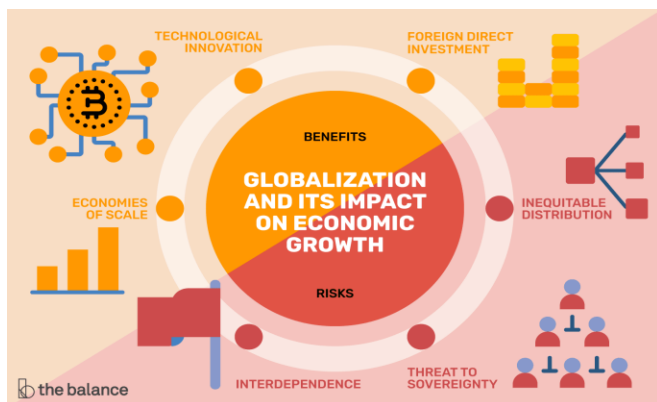 TECHNOLOGICAL
INNOVATION
FOREIGN DIRECT
INVESTMENT
BENEFITS
GLOBALIZATION
AND ITS IMPACT
ON ECONOMIC
GROWTH
ECONOMIES
OF SCALE
INEQUITABLE
DISTRIBUTION
RISKS
INTERDEPENDENCE
THREAT TO
SOVEREIGNTY
the balance